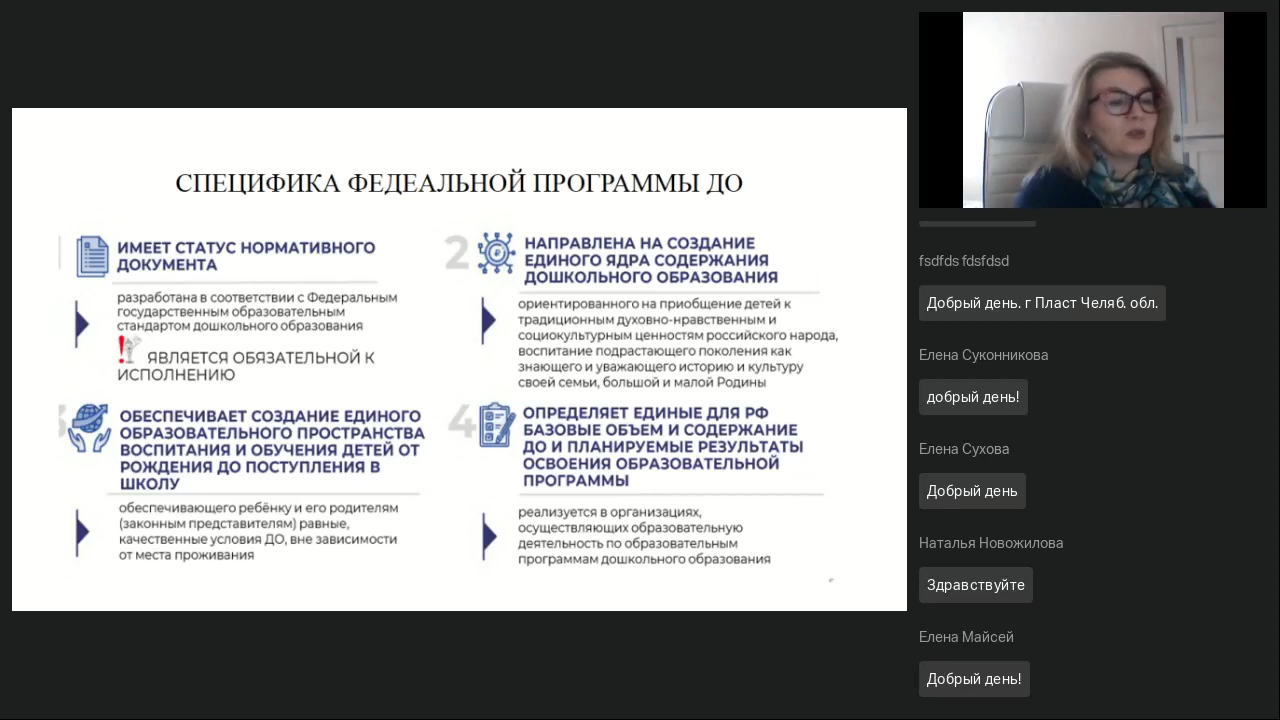 СПЕЦИФИКА ФЕДЕАЛЬНОЙ ПРОГРАММЫ ДО
ИМЕЕТ СТАТУС НОРМАТИВНОГО
ДОКУМЕНТА
разработана в соответствии с Федеральным
государственным образовательным
стандартом дошкольного образования
ЯВЛЯЕТСЯ ОБЯЗАТЕЛЬНОЙ К
ИСПОЛНЕНИЮ
2
НАПРАВЛЕНА НА СОЗДАНИЕ
ЕДИНОГО ЯДРА СОДЕРЖАНИЯ
ДОШКОЛЬНОГО ОБРАЗОВАНИЯ
ориентированного на приобщение детей к
традиционным духовно-нравственным и
социокультурным ценностям российского народа,
воспитание подрастающего поколения как
знающего и уважающего историю и культуру
своей семьи, большой и малой Родины
3
ОБЕСПЕЧИВАЕТ СОЗДАНИЕ ЕДИНОГО
ОБРАЗОВАТЕЛЬНОГО ПРОСТРАНСТВА
ВОСПИТАНИЯ И ОБУЧЕНИЯ ДЕТЕЙ ОТ
РОЖДЕНИЯ ДО ПОСТУПЛЕНИЯ В
ШКОЛУ
обеспечивающего ребёнку и его родителям
(законным представителям) равные,
качественные условия ДО, вне зависимости
от места проживания
4
ОПРЕДЕЛЯЕТ ЕДИНЫЕ ДЛЯ РФ
БАЗОВЫЕ ОБЪЕМ И СОДЕРЖАНИЕ
ДО И ПЛАНИРУЕМЫЕ РЕЗУЛЬТАТЫ
ОСВОЕНИЯ ОБРАЗОВАТЕЛЬНОЙ
ПРОГРАММЫ
реализуется в организациях,
осуществляющих образовательную
деятельность по образовательным
программам дошкольного образования
fsdfds fdsfdsd
Добрый день. г Пласт Челяб. обл.
Елена Суконникова
добрый день!
Елена Сухова
Добрый день
Наталья Новожилова
Здравствуйте
Елена Майсей
Добрый день!